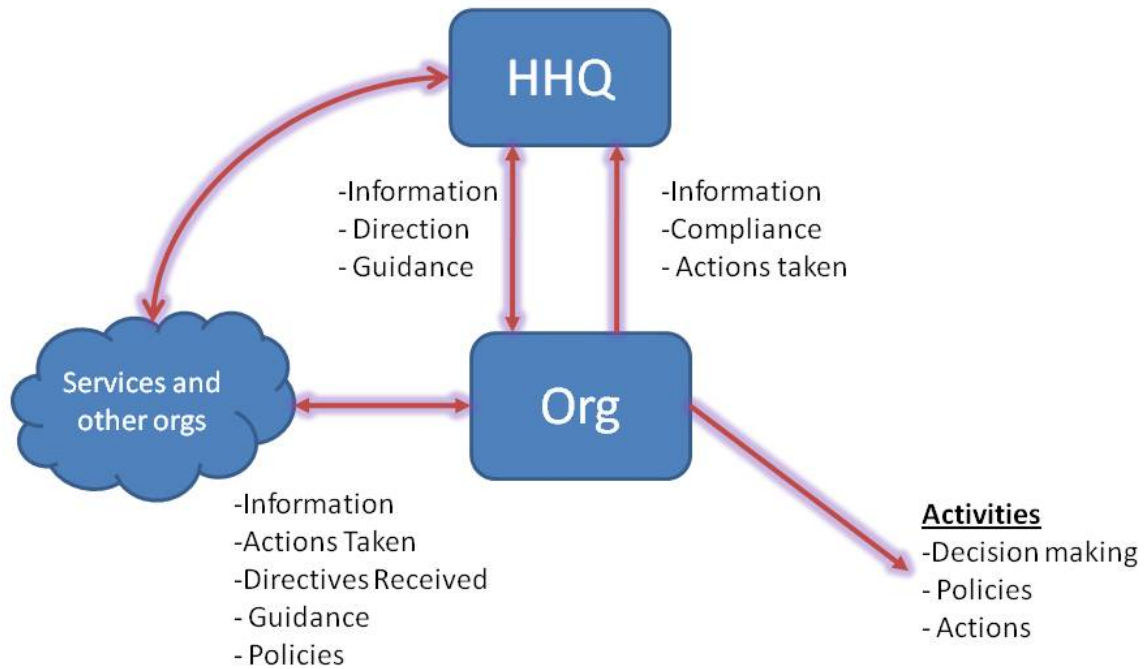 HHQ
-Information
- Direction
- Guidance
-Information
-Compliance
- Actions taken
Services and
other orgs
Org
-Information
-Actions Taken
-Directives Received
- Guidance
- Policies
Activities
-Decision making
- Policies
- Actions